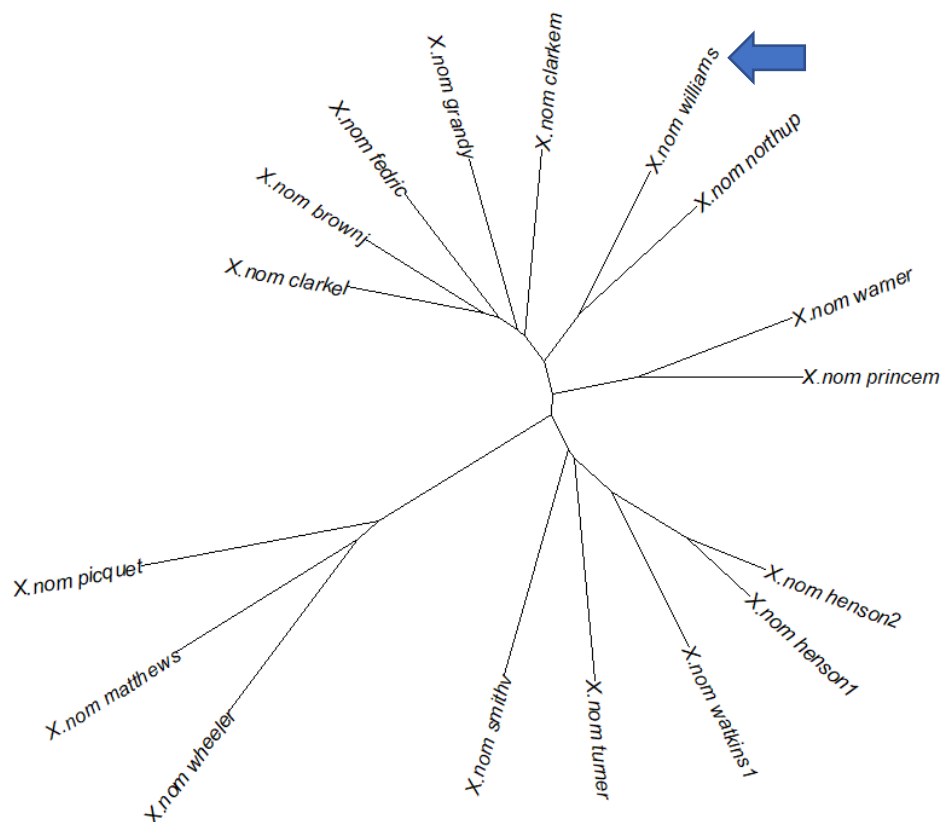 X.nom clarkem
X.nom grandy
X.nom williams
X.nom fedric
X.nom northup
X.nom brownj
X.nom clarkel
X.nom warner
X.nom princem
X.nom picquet
X.nom henson2
X.nom henson1
X.nom matthews
X.nom watkins1
X.nom smithv
X.nom turner
X.nom wheeler